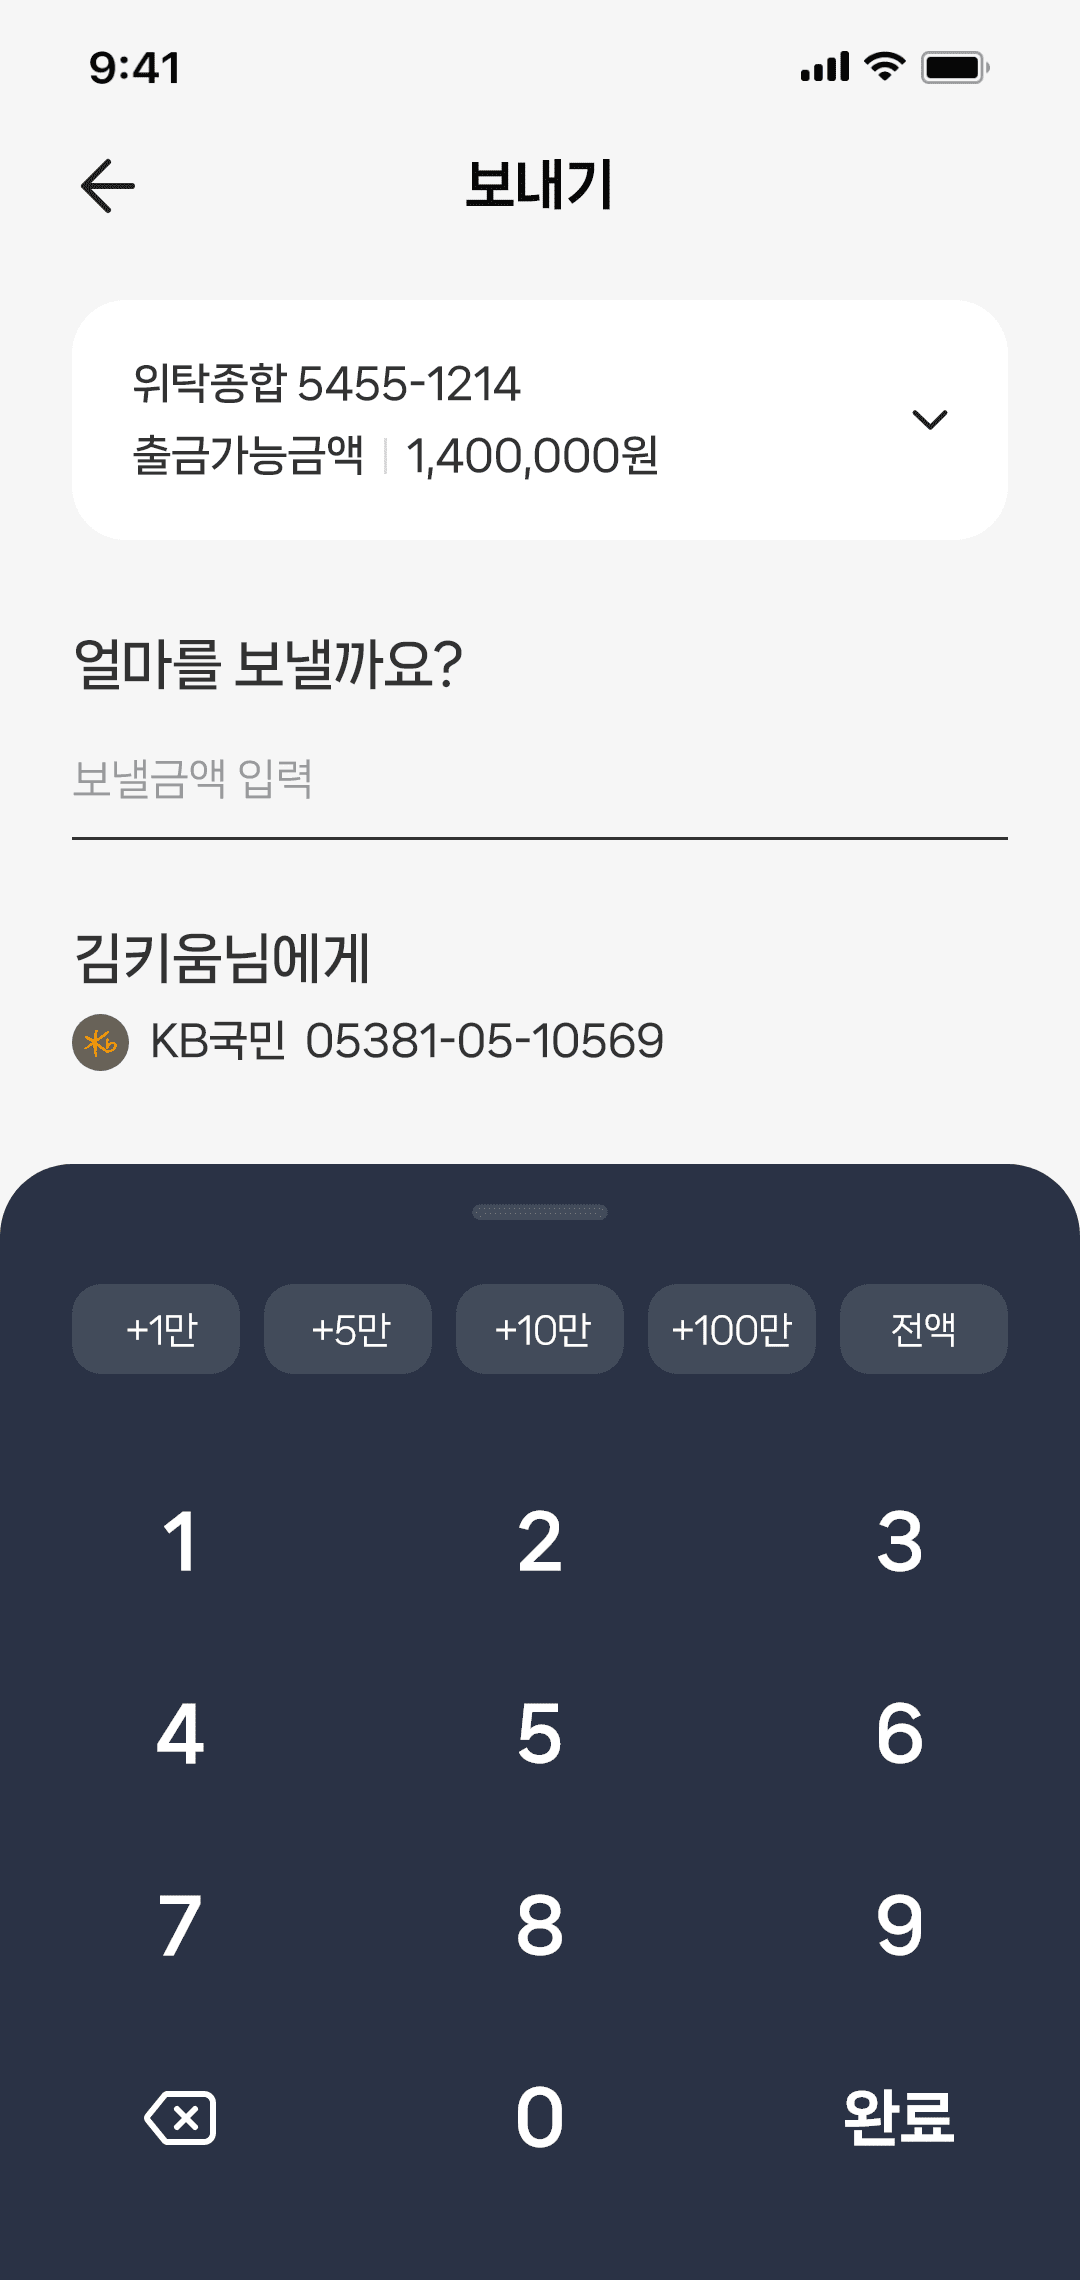 9:41
보내기
위탁종합 5455-1214
출금가능금액 | 1,400,000원
얼마를 보낼까요?
보낼금액 입력
김키움님에게
KB국민 05381-05-10569
+1만 +5만 +10만 +100만 전액
1 2 3
4 5 6
7 8 9
0 완료